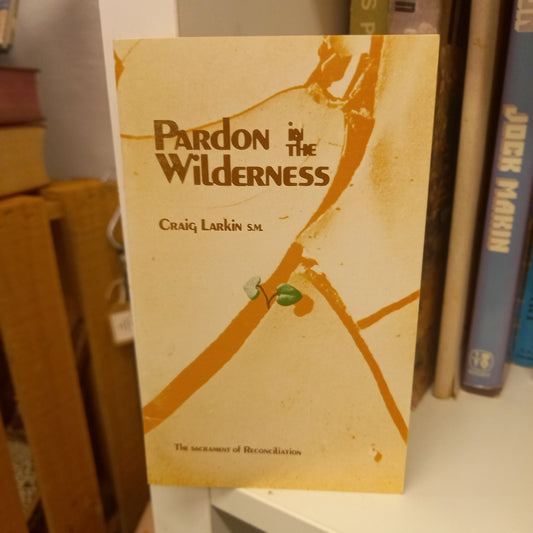 PARDON IN THE
WILDERNESS
CRAIG LARKIN S.M.
THE SACRAMENT OF RECONCILIATION
JOCK MAKIN